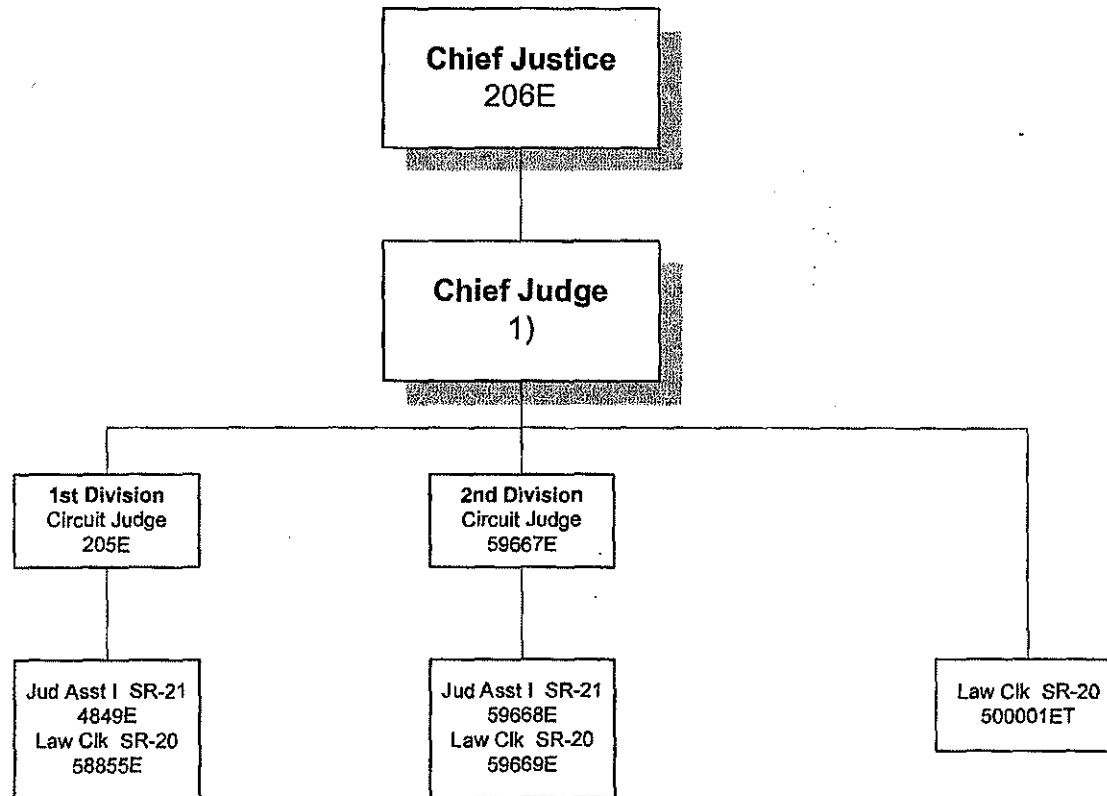 Chief Justice
206E
Chief Judge
1)
1st Division
Circuit Judge
205E
2nd Division
Circuit Judge
59667E
Jud Asst I SR-21
4849E
Law Clk SR-20
58855E
Jud Asst I SR-21
59668E
Law Clk SR-20
59669E
Law Clk SR-20
500001ET